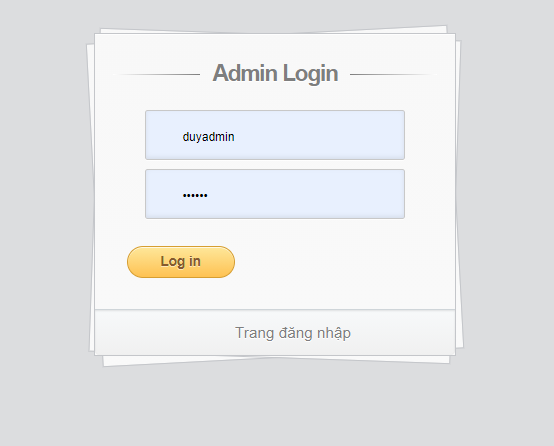 Admin Login
duyadmin
••••••
Log in
Trang đăng nhập